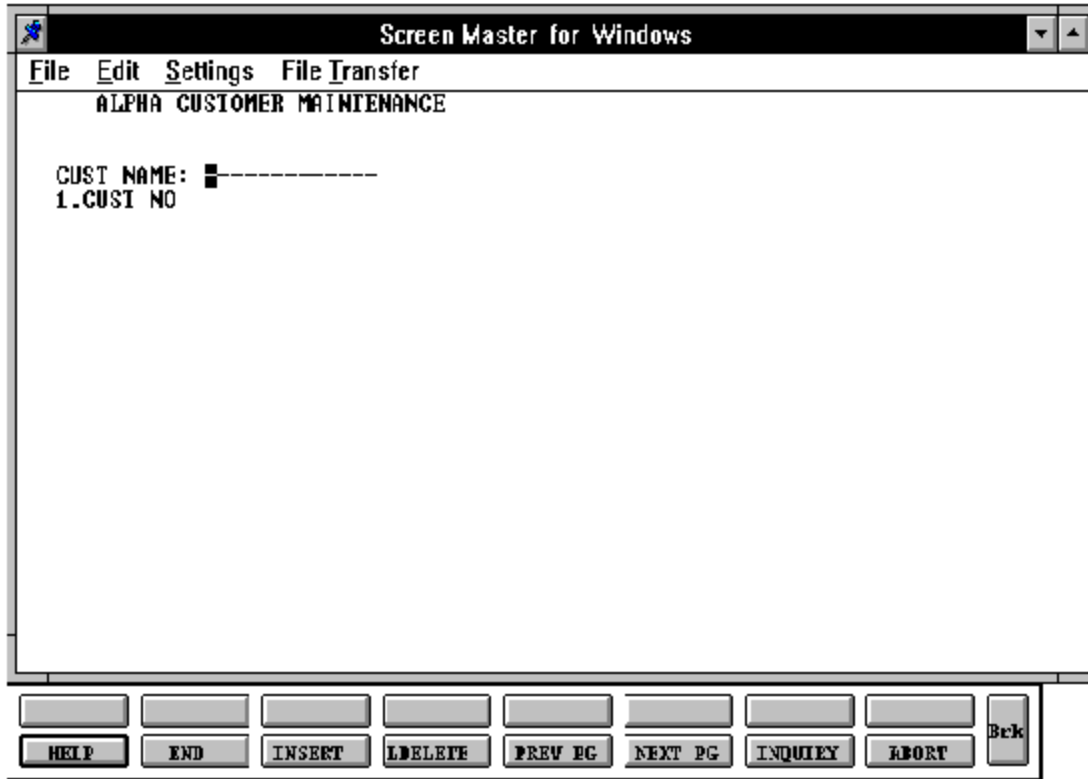 Screen Master for Windows
File Edit Settings File Transfer
ALPHA CUSTOMER MAINTENANCE
CUST NAME: -------------
1.CUST NO
Brk
HELP END INSERT LDELETE PREV PG NEXT PG INQUIRY ABORT